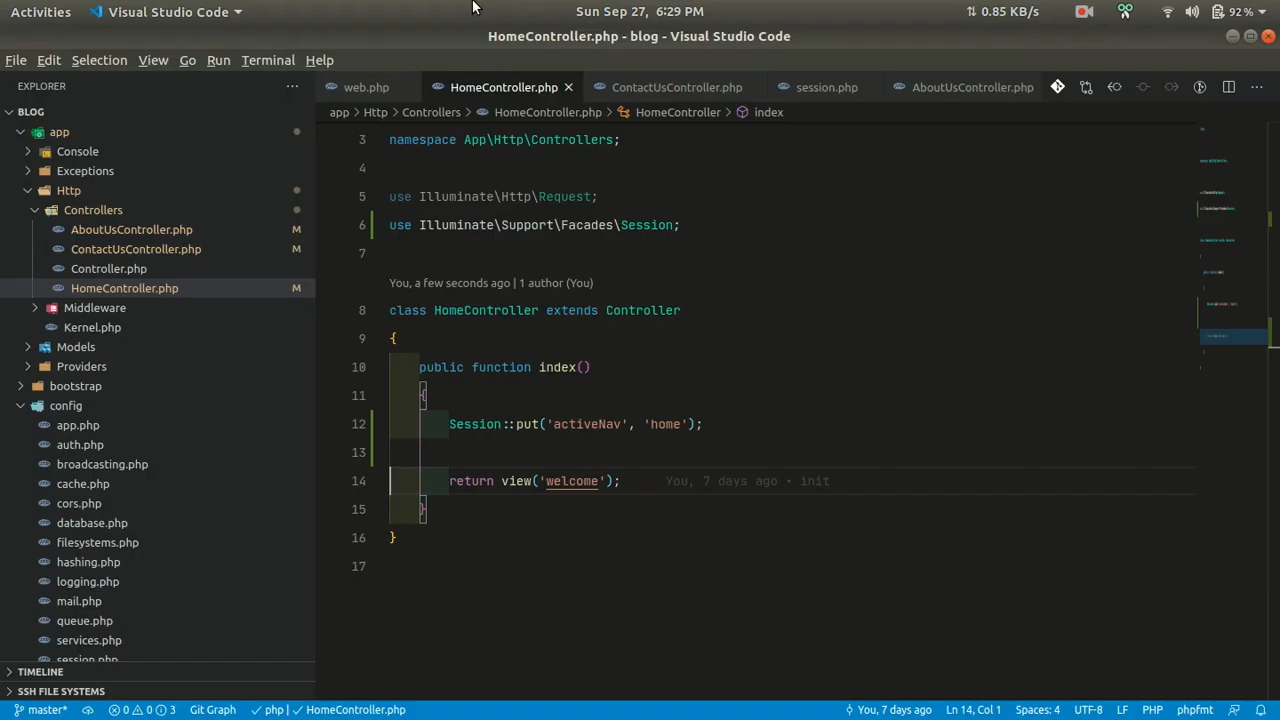 Activities Visual Studio Code Sun Sep 27, 6:29 PM 0.85 KB/s 92%
HomeController.php - blog - Visual Studio Code
File Edit Selection View Go Run Terminal Help
EXPLORER
BLOG
app
Console
Exceptions
Http
Controllers
AboutUsController.php M
ContactUsController.php M
Controller.php
HomeController.php M
Middleware
Kernel.php
Models
Providers
bootstrap
config
app.php
auth.php
broadcasting.php
cache.php
cors.php
database.php
filesystems.php
hashing.php
logging.php
mail.php
queue.php
services.php
session.php
TIMELINE
SSH FILE SYSTEMS
web.php HomeController.php ContactUsController.php session.php AboutUsController.php
app > Http > Controllers > HomeController.php > HomeController > index
3 namespace App\Http\Controllers;
4
5 use Illuminate\Http\Request;
6 use Illuminate\Support\Facades\Session;
7
You, a few seconds ago | 1 author (You)
8 class HomeController extends Controller
9 {
10 public function index()
11 {
12 Session::put('activeNav', 'home');
13
14 return view('welcome'); You, 7 days ago • init
15 }
16 }
17
master* 0 0 3 Git Graph php | HomeController.php You, 7 days ago Ln 14, Col 1 Spaces: 4 UTF-8 LF PHP phpfmt